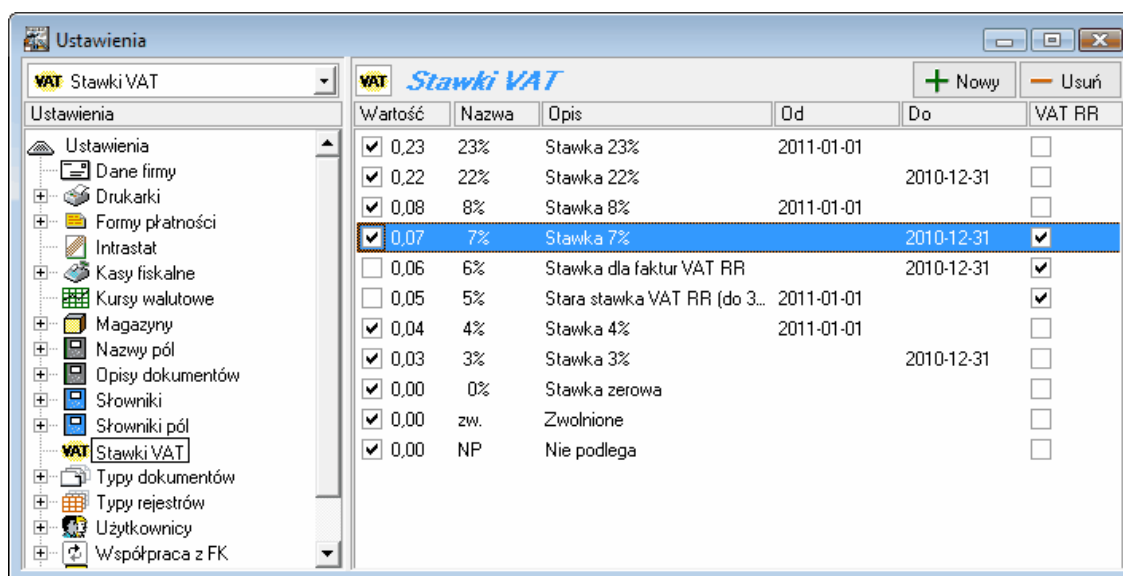 Ustawienia
VAT Stawki VAT
Ustawienia
Ustawienia
Dane firmy
Drukarki
Formy płatności
Intrastat
Kasy fiskalne
Kursy walutowe
Magazyny
Nazwy pól
Opisy dokumentów
Słowniki
Słowniki pól
VAT Stawki VAT
Typy dokumentów
Typy rejestrów
Użytkownicy
Współpraca z FK
VAT Stawki VAT Nowy Usuń
Wartość Nazwa Opis Od Do VAT RR
0,23 23% Stawka 23% 2011-01-01
0,22 22% Stawka 22% 2010-12-31
0,08 8% Stawka 8% 2011-01-01
0,07 7% Stawka 7% 2010-12-31
0,06 6% Stawka dla faktur VAT RR 2010-12-31
0,05 5% Stara stawka VAT RR (do 3... 2011-01-01
0,04 4% Stawka 4% 2011-01-01
0,03 3% Stawka 3% 2010-12-31
0,00 0% Stawka zerowa
0,00 zw. Zwolnione
0,00 NP Nie podlega